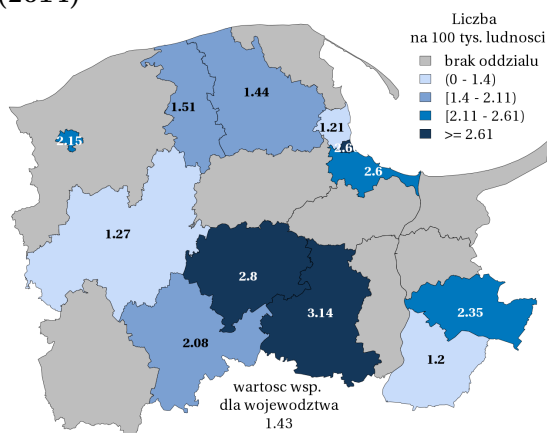 (2014)
Liczba
na 100 tys. ludnosci
brak oddzialu
(0 - 1.4)
[1.4 - 2.11)
[2.11 - 2.61)
>= 2.61
1.44
1.51
1.21
2.15
2.6
1.27
2.8
3.14
2.35
2.08
1.2
wartosc wsp.
dla wojewodztwa
1.43